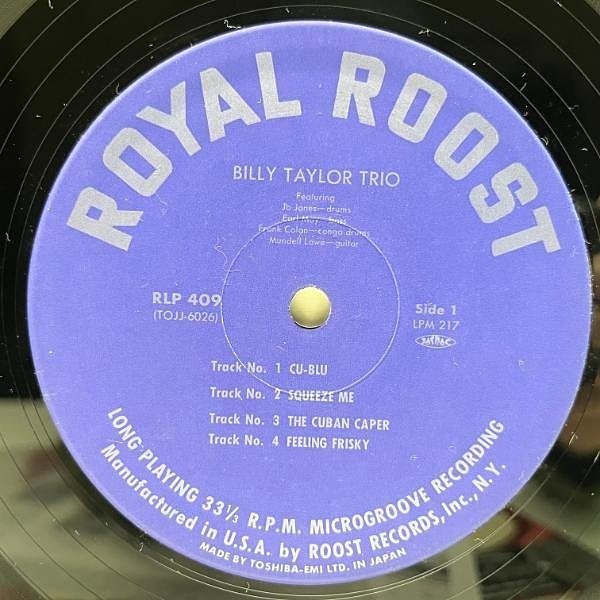 ROYAL ROOST
BILLY TAYLOR TRIO
Featuring
Jo Jones—drums
Earl May—bass
Frank Colon—conga drums
Mundell Lowe—guitar
RLP 409
(TOJJ-6026)
Side 1
LPM 217
JASRAC
Track No. 1 CU-BLU
Track No. 2 SQUEEZE ME
Track No. 3 THE CUBAN CAPER
Track No. 4 FEELING FRISKY
LONG PLAYING 33⅓ R.P.M. MICROGROOVE RECORDING
Manufactured in U.S.A. by ROOST RECORDS, Inc., N.Y.
MADE BY TOSHIBA-EMI LTD. IN JAPAN